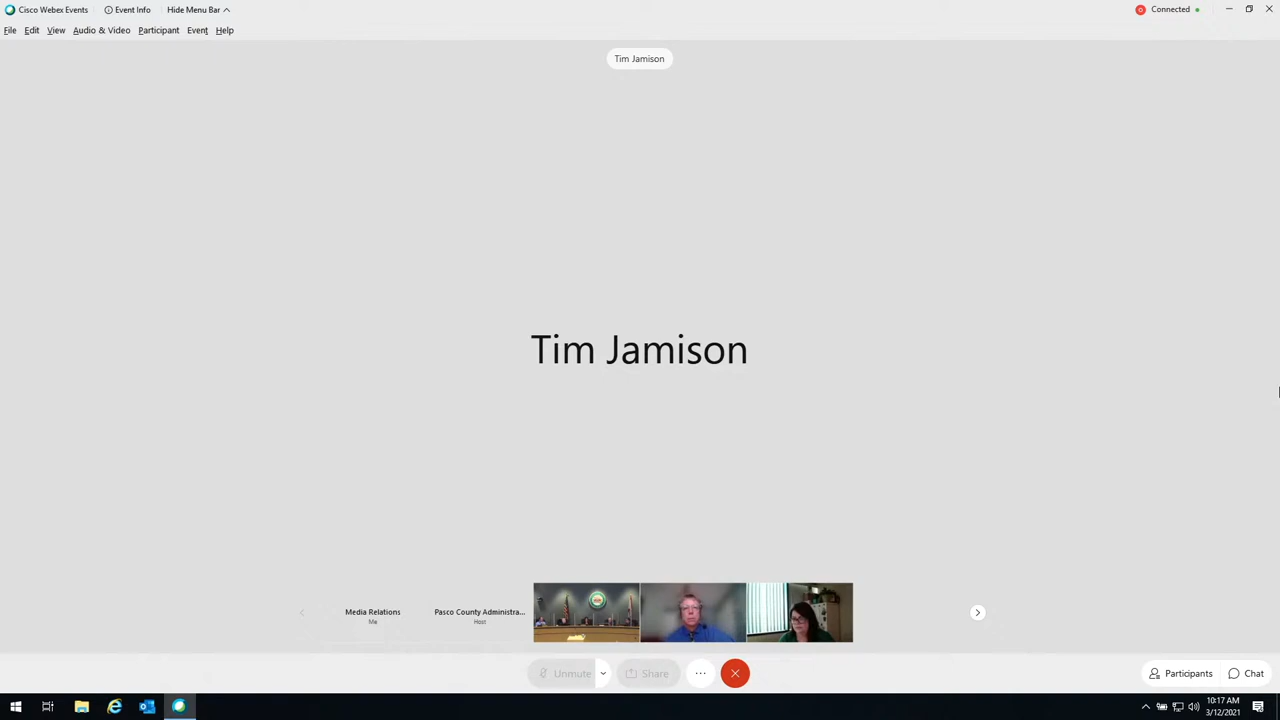 Cisco Webex Events
Event Info
Hide Menu Bar
Connected
File Edit View Audio & Video Participant Event Help
Tim Jamison
Tim Jamison
Media Relations
Me
Pasco County Administra...
Host
Unmute
Share
Participants
Chat
10:17 AM
3/12/2021